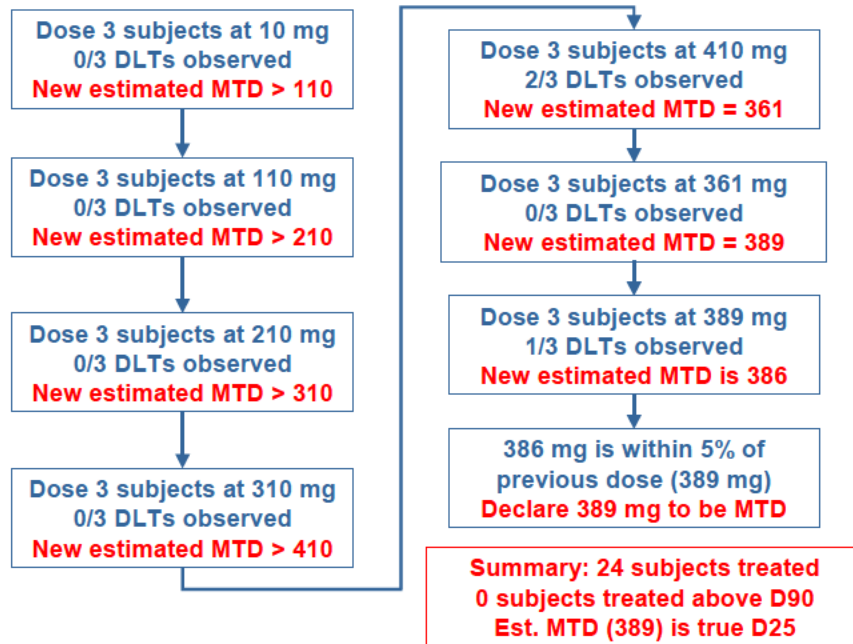 Dose 3 subjects at 10 mg
0/3 DLTs observed
New estimated MTD > 110
Dose 3 subjects at 110 mg
0/3 DLTs observed
New estimated MTD > 210
Dose 3 subjects at 210 mg
0/3 DLTs observed
New estimated MTD > 310
Dose 3 subjects at 310 mg
0/3 DLTs observed
New estimated MTD > 410
Dose 3 subjects at 410 mg
2/3 DLTs observed
New estimated MTD = 361
Dose 3 subjects at 361 mg
0/3 DLTs observed
New estimated MTD = 389
Dose 3 subjects at 389 mg
1/3 DLTs observed
New estimated MTD is 386
386 mg is within 5% of
previous dose (389 mg)
Declare 389 mg to be MTD
Summary: 24 subjects treated
0 subjects treated above D90
Est. MTD (389) is true D25